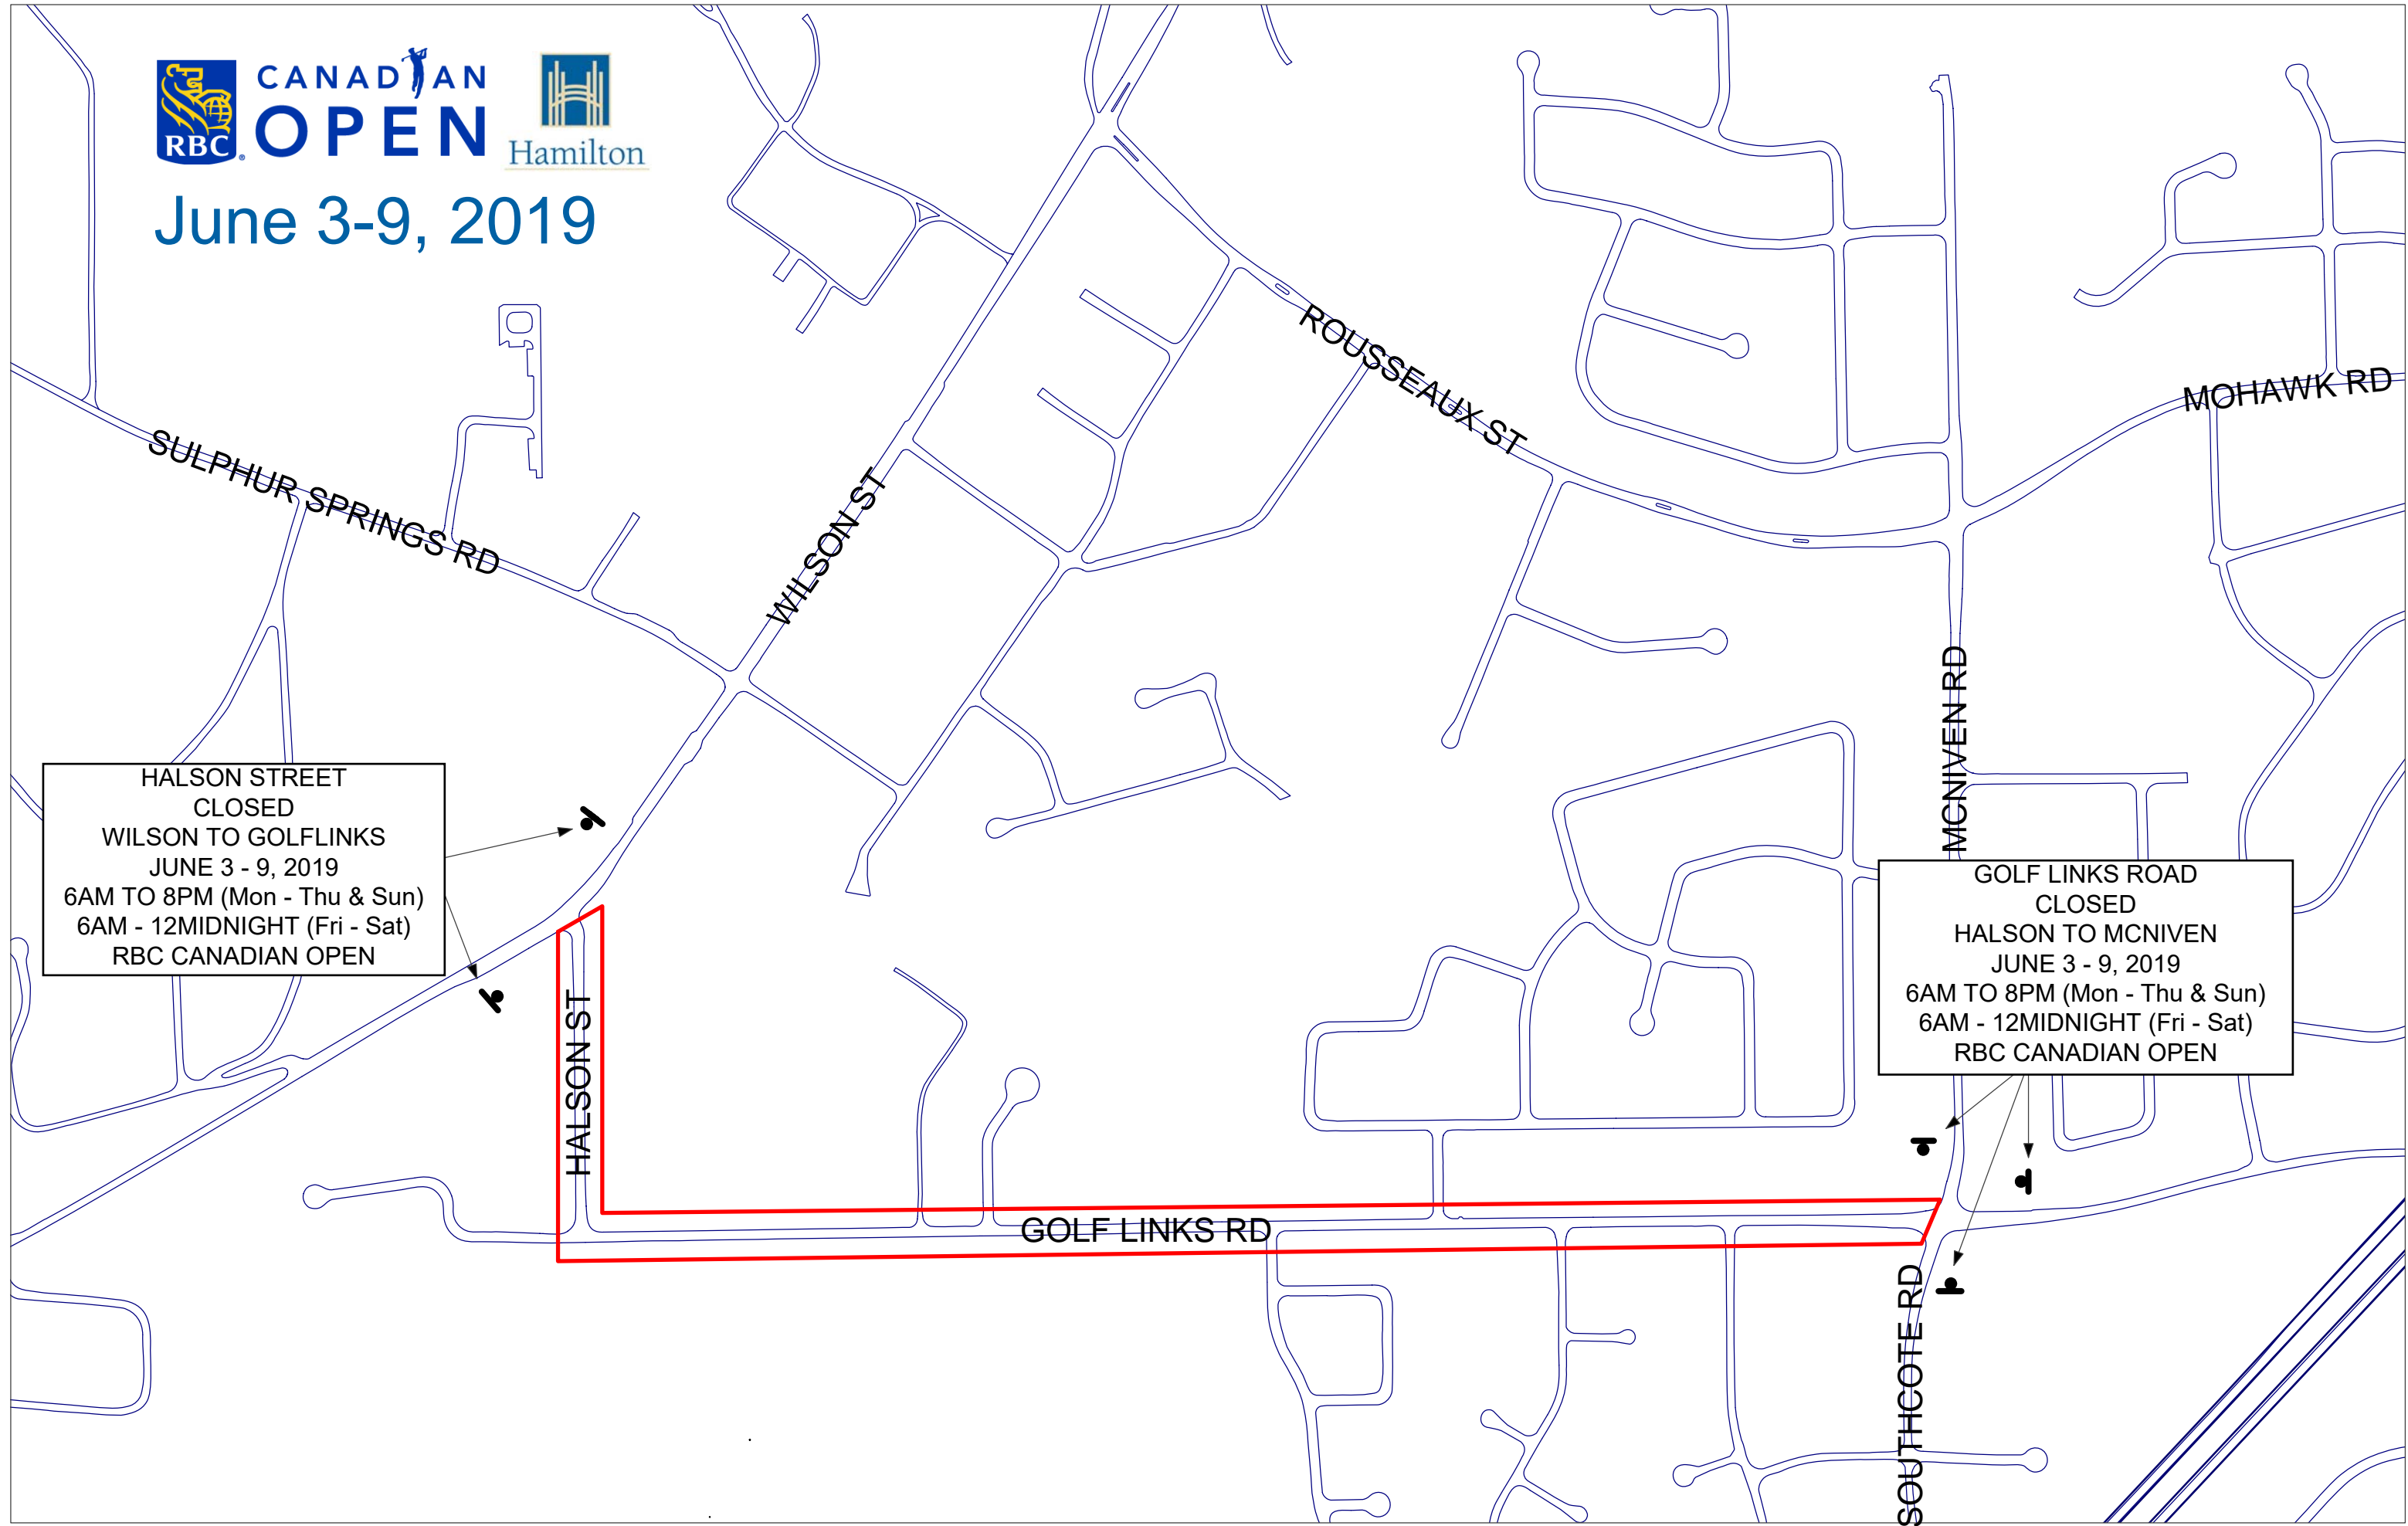 CANADIAN
OPEN
RBC
Hamilton
June 3-9, 2019
ROUSSEAUX ST
MOHAWK RD
SULPHUR SPRINGS RD
WILSON ST
MCNIVEN RD
HALSON STREET
CLOSED
WILSON TO GOLFLINKS
JUNE 3 - 9, 2019
6AM TO 8PM (Mon - Thu & Sun)
6AM - 12MIDNIGHT (Fri - Sat)
RBC CANADIAN OPEN
GOLF LINKS ROAD
CLOSED
HALSON TO MCNIVEN
JUNE 3 - 9, 2019
6AM TO 8PM (Mon - Thu & Sun)
6AM - 12MIDNIGHT (Fri - Sat)
RBC CANADIAN OPEN
HALSON ST
GOLF LINKS RD
SOUTHCOTE RD